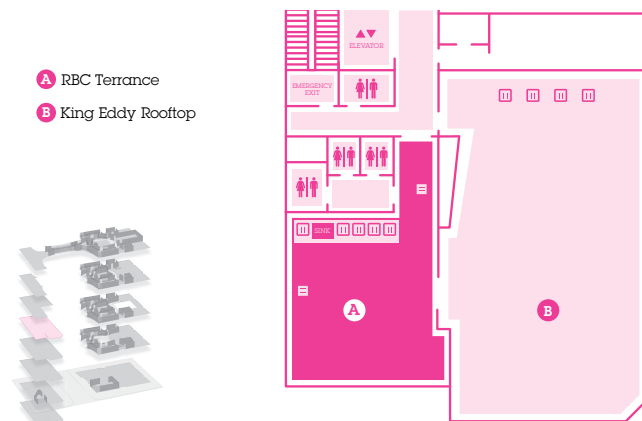 A RBC Terrance
B King Eddy Rooftop
ELEVATOR
EMERGENCY
EXIT
SINK
A
B